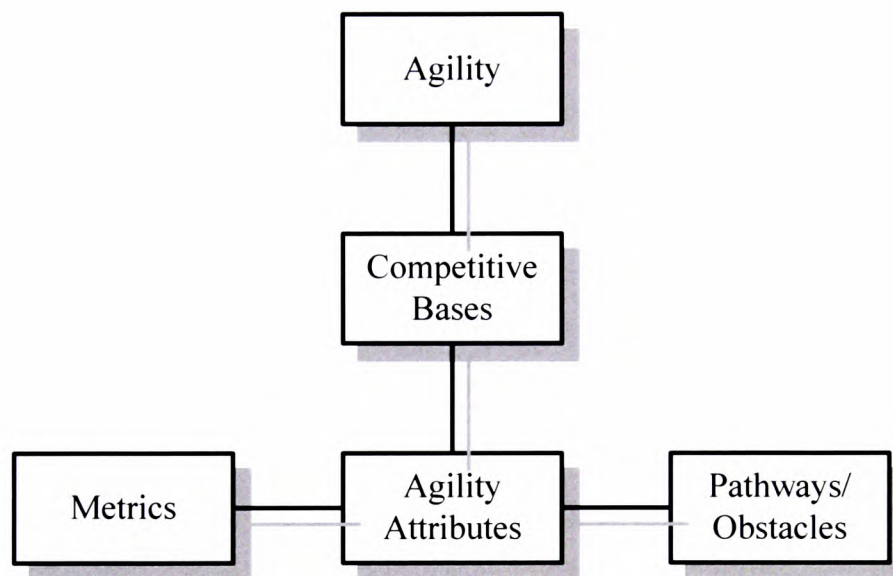 Agility
Competitive
Bases
Metrics
Agility
Attributes
Pathways/
Obstacles